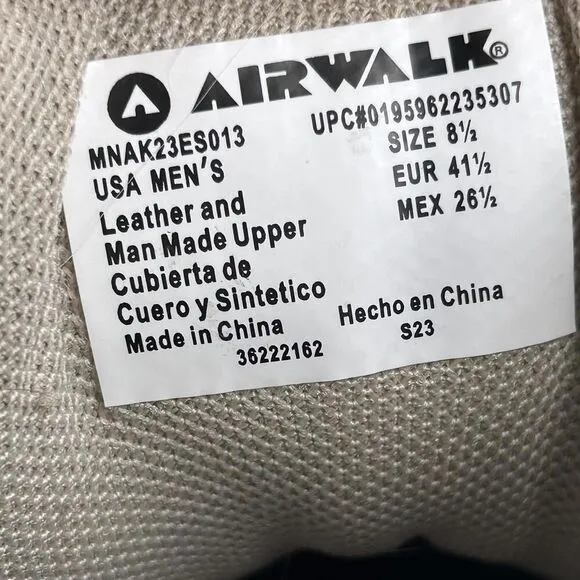 AIRWALK®
MNAK23ES013
UPC#0195962235307
USA MEN'S
SIZE 8½
EUR 41½
MEX 26½
Leather and
Man Made Upper
Cubierta de
Cuero y Sintetico
Made in China
Hecho en China
36222162
S23